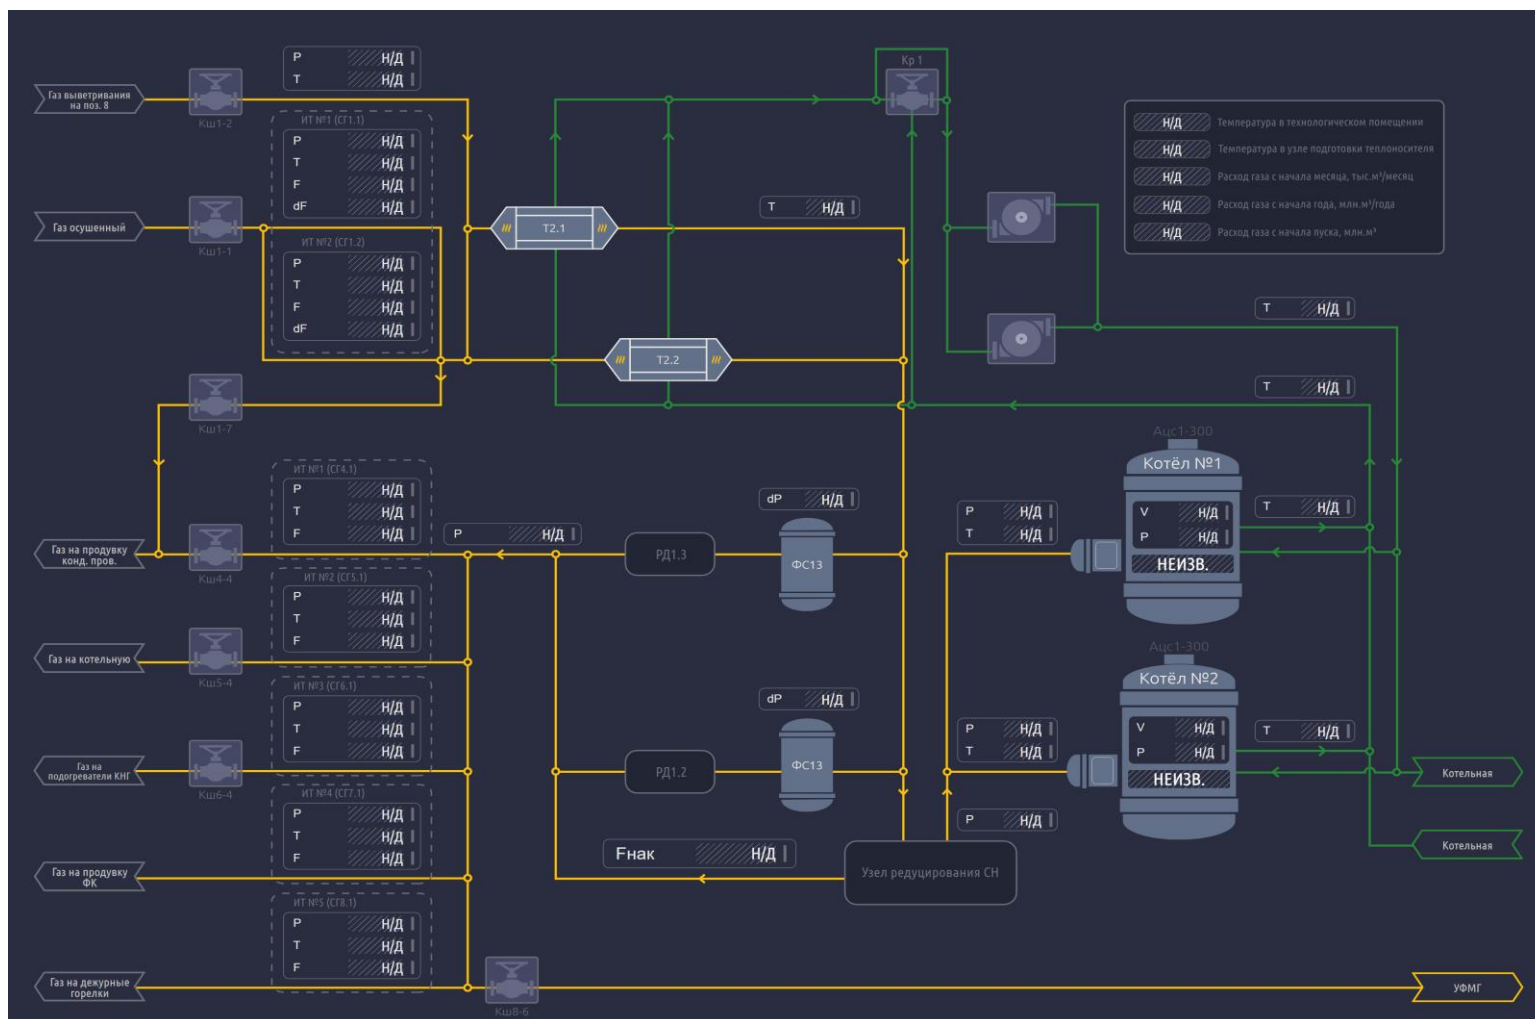 Газ выветривания
на поз. 8
Кш1-2
P Н/Д
T Н/Д
ИТ №1 (СГ1.1)
P Н/Д
T Н/Д
F Н/Д
dF Н/Д
Газ осушенный
Кш1-1
ИТ №2 (СГ1.2)
P Н/Д
T Н/Д
F Н/Д
dF Н/Д
Кш1-7
T2.1
T2.2
T Н/Д
Кр 1
Н/Д Температура в технологическом помещении
Н/Д Температура в узле подготовки теплоносителя
Н/Д Расход газа с начала месяца, тыс.м³/месяц
Н/Д Расход газа с начала года, млн.м³/года
Н/Д Расход газа с начала пуска, млн.м³
T Н/Д
T Н/Д
ИТ №1 (СГ4.1)
P Н/Д
T Н/Д
F Н/Д
Газ на продувку
конд. пров.
Кш4-4
P Н/Д
РД1.3
dP Н/Д
ФС13
P Н/Д
T Н/Д
Ацс1-300
Котёл №1
V Н/Д
P Н/Д
НЕИЗВ.
T Н/Д
ИТ №2 (СГ5.1)
P Н/Д
T Н/Д
F Н/Д
Газ на котельную
Кш5-4
ИТ №3 (СГ6.1)
P Н/Д
T Н/Д
F Н/Д
Газ на
подогреватели КНГ
Кш6-4
РД1.2
dP Н/Д
ФС13
P Н/Д
T Н/Д
Ацс1-300
Котёл №2
V Н/Д
P Н/Д
НЕИЗВ.
T Н/Д
Котельная
P Н/Д
ИТ №4 (СГ7.1)
P Н/Д
T Н/Д
F Н/Д
Газ на продувку
ФК
Fнак Н/Д
Узел редуцирования СН
Котельная
ИТ №5 (СГ8.1)
P Н/Д
T Н/Д
F Н/Д
Газ на дежурные
горелки
Кш8-6
УФМГ